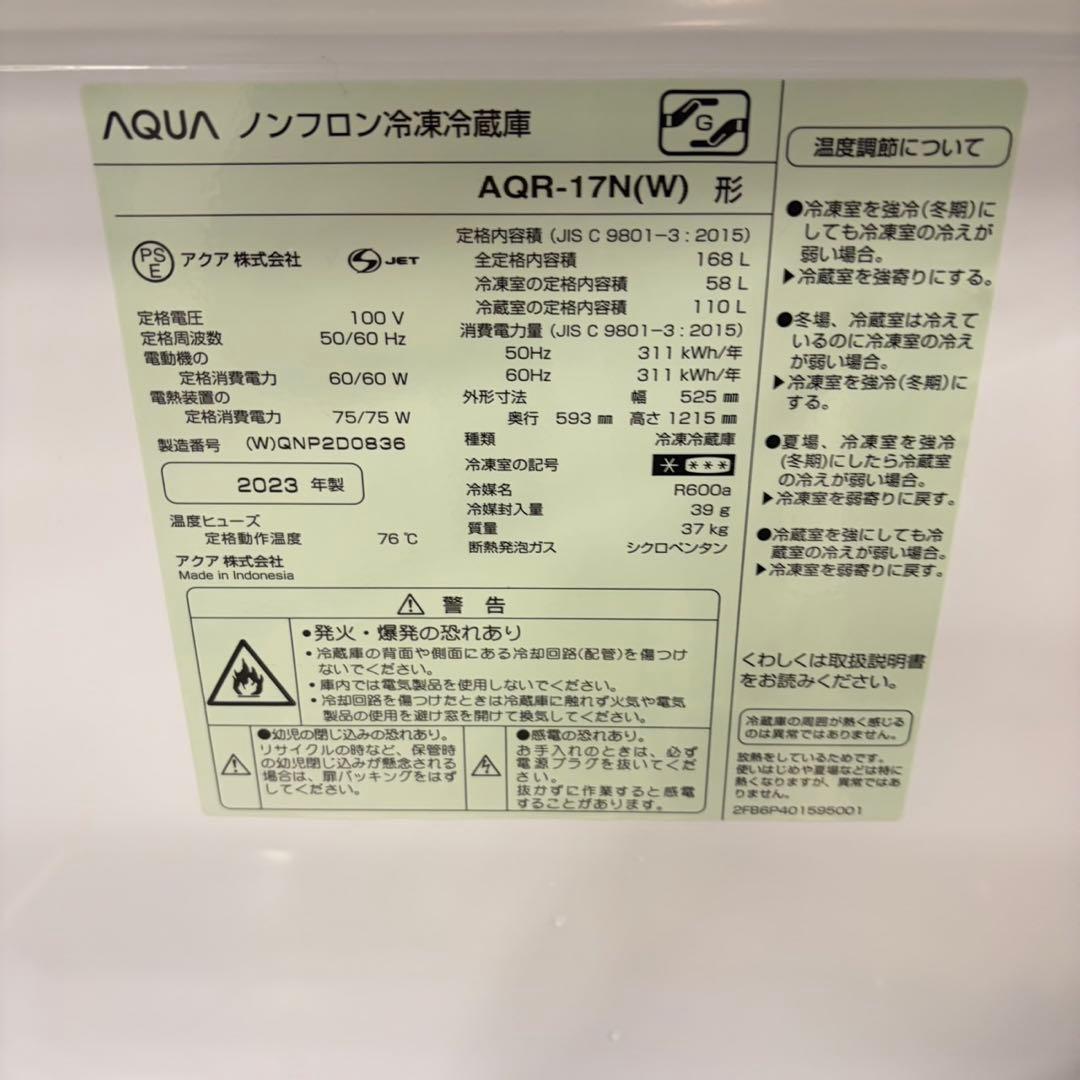 AQUA ノンフロン冷凍冷蔵庫
G
AQR-17N(W) 形
PS
E
アクア 株式会社
S JET
定格電圧 100 V
定格周波数 50/60 Hz
電動機の
定格消費電力 60/60 W
電熱装置の
定格消費電力 75/75 W
製造番号 (W)QNP2D0836
2023 年製
温度ヒューズ
定格動作温度 76 ℃
アクア 株式会社
Made in Indonesia
定格内容積 (JIS C 9801-3 : 2015)
全定格内容積 168 L
冷凍室の定格内容積 58 L
冷蔵室の定格内容積 110 L
消費電力量 (JIS C 9801-3 : 2015)
50Hz 311 kWh/年
60Hz 311 kWh/年
外形寸法 幅 525 ㎜
奥行 593 ㎜ 高さ 1215 ㎜
種類 冷凍冷蔵庫
冷凍室の記号 * ***
冷媒名 R600a
冷媒封入量 39 g
質量 37 kg
断熱発泡ガス シクロペンタン
⚠ 警 告
●発火・爆発の恐れあり
・冷蔵庫の背面や側面にある冷却回路(配管)を傷つけ
ないでください。
・庫内では電気製品を使用しないでください。
・冷却回路を傷つけたときは冷蔵庫に触れず火気や電気
製品の使用を避け窓を開けて換気してください。
●幼児の閉じ込みの恐れあり。
リサイクルの時など、保管時
の幼児閉じ込みが懸念される
場合は、扉パッキングをはず
してください。
●感電の恐れあり。
お手入れのときは、必ず
電源プラグを抜いてくだ
さい。
抜かずに作業すると感電
することがあります。
温度調節について
●冷凍室を強冷(冬期)に
しても冷凍室の冷えが
弱い場合。
▶冷蔵室を強寄りにする。
●冬場、冷蔵室は冷えて
いるのに冷凍室の冷え
が弱い場合。
▶冷凍室を強冷(冬期)に
する。
●夏場、冷凍室を強冷
(冬期)にしたら冷蔵室
の冷えが弱い場合。
▶冷凍室を弱寄りに戻す。
●冷蔵室を強にしても冷
蔵室の冷えが弱い場合。
▶冷凍室を弱寄りに戻す。
くわしくは取扱説明書
をお読みください。
冷蔵庫の周囲が熱く感じる
のは異常ではありません。
放熱をしているためです。
使いはじめや夏場などは特に
熱くなりますが、異常ではあ
りません。
2FB6P401595001